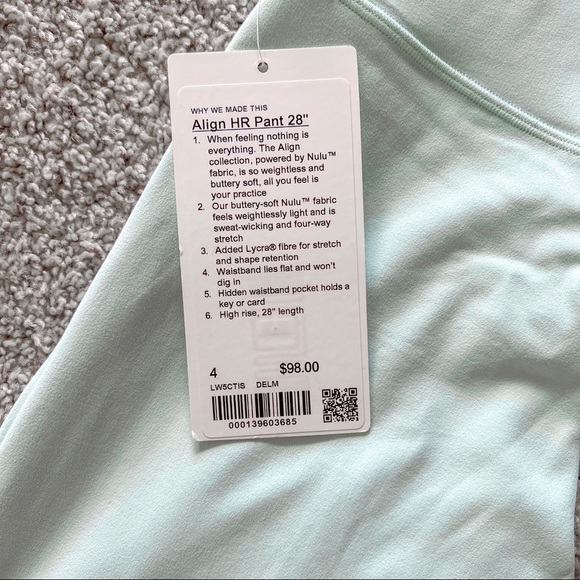 WHY WE MADE THIS
Align HR Pant 28"
1. When feeling nothing is
everything. The Align
collection, powered by Nulu™
fabric, is so weightless and
buttery soft, all you feel is
your practice
2. Our buttery-soft Nulu™ fabric
feels weightlessly light and is
sweat-wicking and four-way
stretch
3. Added Lycra® fibre for stretch
and shape retention
4. Waistband lies flat and won't
dig in
5. Hidden waistband pocket holds a
key or card
6. High rise, 28" length
4 $98.00
LW5CTIS DELM
000139603685